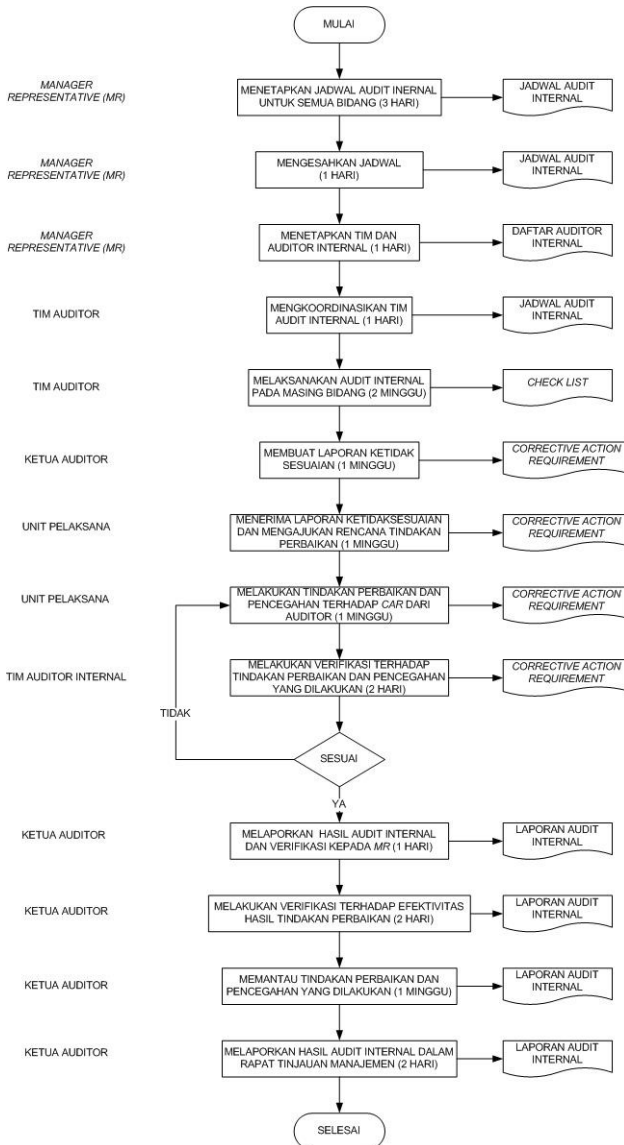 MULAI
MANAGER
REPRESENTATIVE (MR)
MENETAPKAN JADWAL AUDIT INERNAL
UNTUK SEMUA BIDANG (3 HARI)
JADWAL AUDIT
INTERNAL
MANAGER
REPRESENTATIVE (MR)
MENGESAHKAN JADWAL
(1 HARI)
JADWAL AUDIT
INTERNAL
MANAGER
REPRESENTATIVE (MR)
MENETAPKAN TIM DAN
AUDITOR INTERNAL (1 HARI)
DAFTAR AUDITOR
INTERNAL
TIM AUDITOR
MENGKOORDINASIKAN TIM
AUDIT INTERNAL (1 HARI)
JADWAL AUDIT
INTERNAL
TIM AUDITOR
MELAKSANAKAN AUDIT INTERNAL
PADA MASING BIDANG (2 MINGGU)
CHECK LIST
KETUA AUDITOR
MEMBUAT LAPORAN KETIDAK
SESUAIAN (1 MINGGU)
CORRECTIVE ACTION
REQUIREMENT
UNIT PELAKSANA
MENERIMA LAPORAN KETIDAKSESUAIAN
DAN MENGAJUKAN RENCANA TINDAKAN
PERBAIKAN (1 MINGGU)
CORRECTIVE ACTION
REQUIREMENT
UNIT PELAKSANA
MELAKUKAN TINDAKAN PERBAIKAN DAN
PENCEGAHAN TERHADAP CAR DARI
AUDITOR (1 MINGGU)
CORRECTIVE ACTION
REQUIREMENT
TIM AUDITOR INTERNAL
MELAKUKAN VERIFIKASI TERHADAP
TINDAKAN PERBAIKAN DAN PENCEGAHAN
YANG DILAKUKAN (2 HARI)
CORRECTIVE ACTION
REQUIREMENT
TIDAK
SESUAI
YA
KETUA AUDITOR
MELAPORKAN HASIL AUDIT INTERNAL
DAN VERIFIKASI KEPADA MR (1 HARI)
LAPORAN AUDIT
INTERNAL
KETUA AUDITOR
MELAKUKAN VERIFIKASI TERHADAP EFEKTIVITAS
HASIL TINDAKAN PERBAIKAN (2 HARI)
LAPORAN AUDIT
INTERNAL
KETUA AUDITOR
MEMANTAU TINDAKAN PERBAIKAN DAN
PENCEGAHAN YANG DILAKUKAN (1 MINGGU)
LAPORAN AUDIT
INTERNAL
KETUA AUDITOR
MELAPORKAN HASIL AUDIT INTERNAL DALAM
RAPAT TINJAUAN MANAJEMEN (2 HARI)
LAPORAN AUDIT
INTERNAL
SELESAI